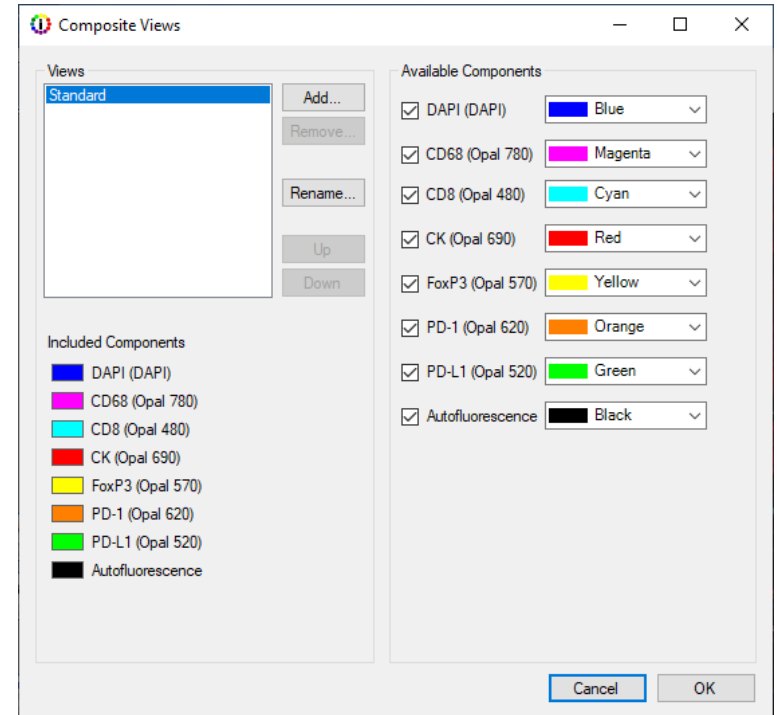 Composite Views
Views
Standard
Add...
Remove...
Rename...
Up
Down
Included Components
DAPI (DAPI)
CD68 (Opal 780)
CD8 (Opal 480)
CK (Opal 690)
FoxP3 (Opal 570)
PD-1 (Opal 620)
PD-L1 (Opal 520)
Autofluorescence
Available Components
DAPI (DAPI) Blue
CD68 (Opal 780) Magenta
CD8 (Opal 480) Cyan
CK (Opal 690) Red
FoxP3 (Opal 570) Yellow
PD-1 (Opal 620) Orange
PD-L1 (Opal 520) Green
Autofluorescence Black
Cancel OK